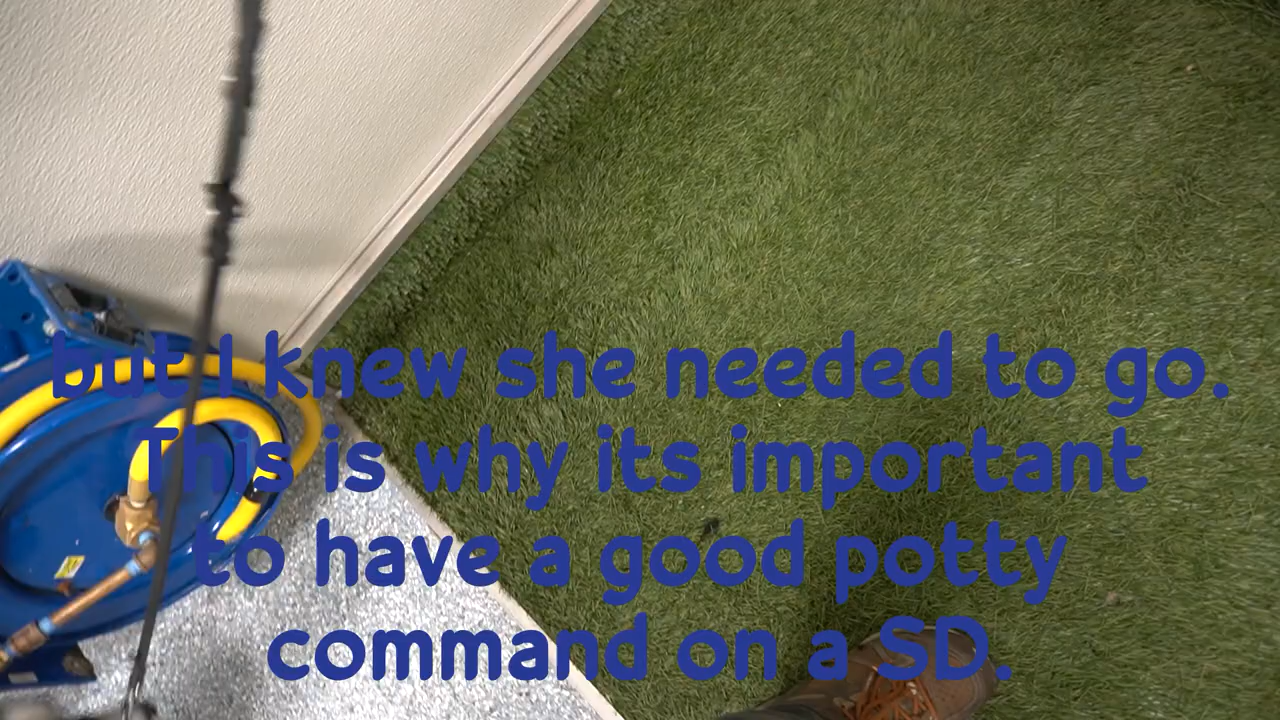 but I knew she needed to go.
This is why its important
to have a good potty
command on a SD.